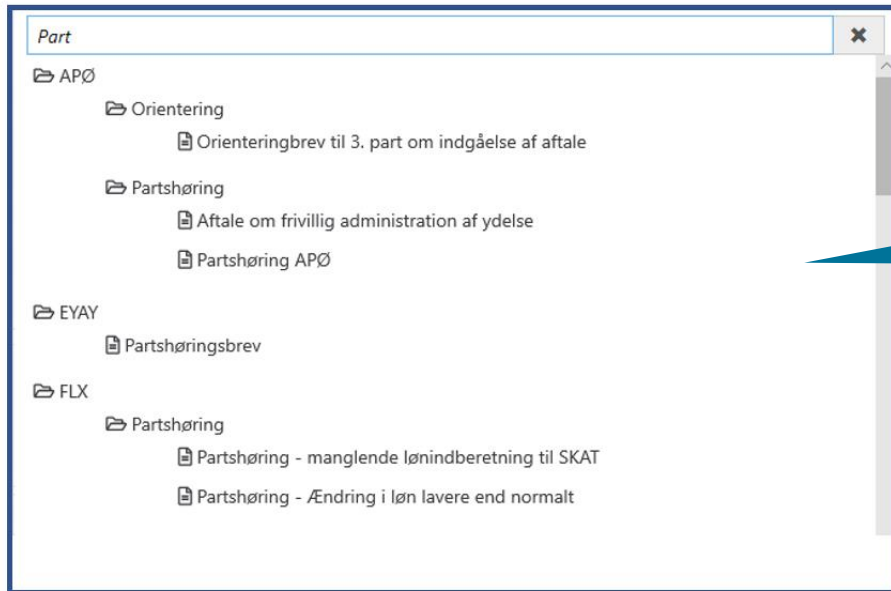 Part
APØ
Orientering
Orienteringbrev til 3. part om indgåelse af aftale
Partshøring
Aftale om frivillig administration af ydelse
Partshøring APØ
EYAY
Partshøringsbrev
FLX
Partshøring
Partshøring - manglende lønindberetning til SKAT
Partshøring - Ændring i løn lavere end normalt